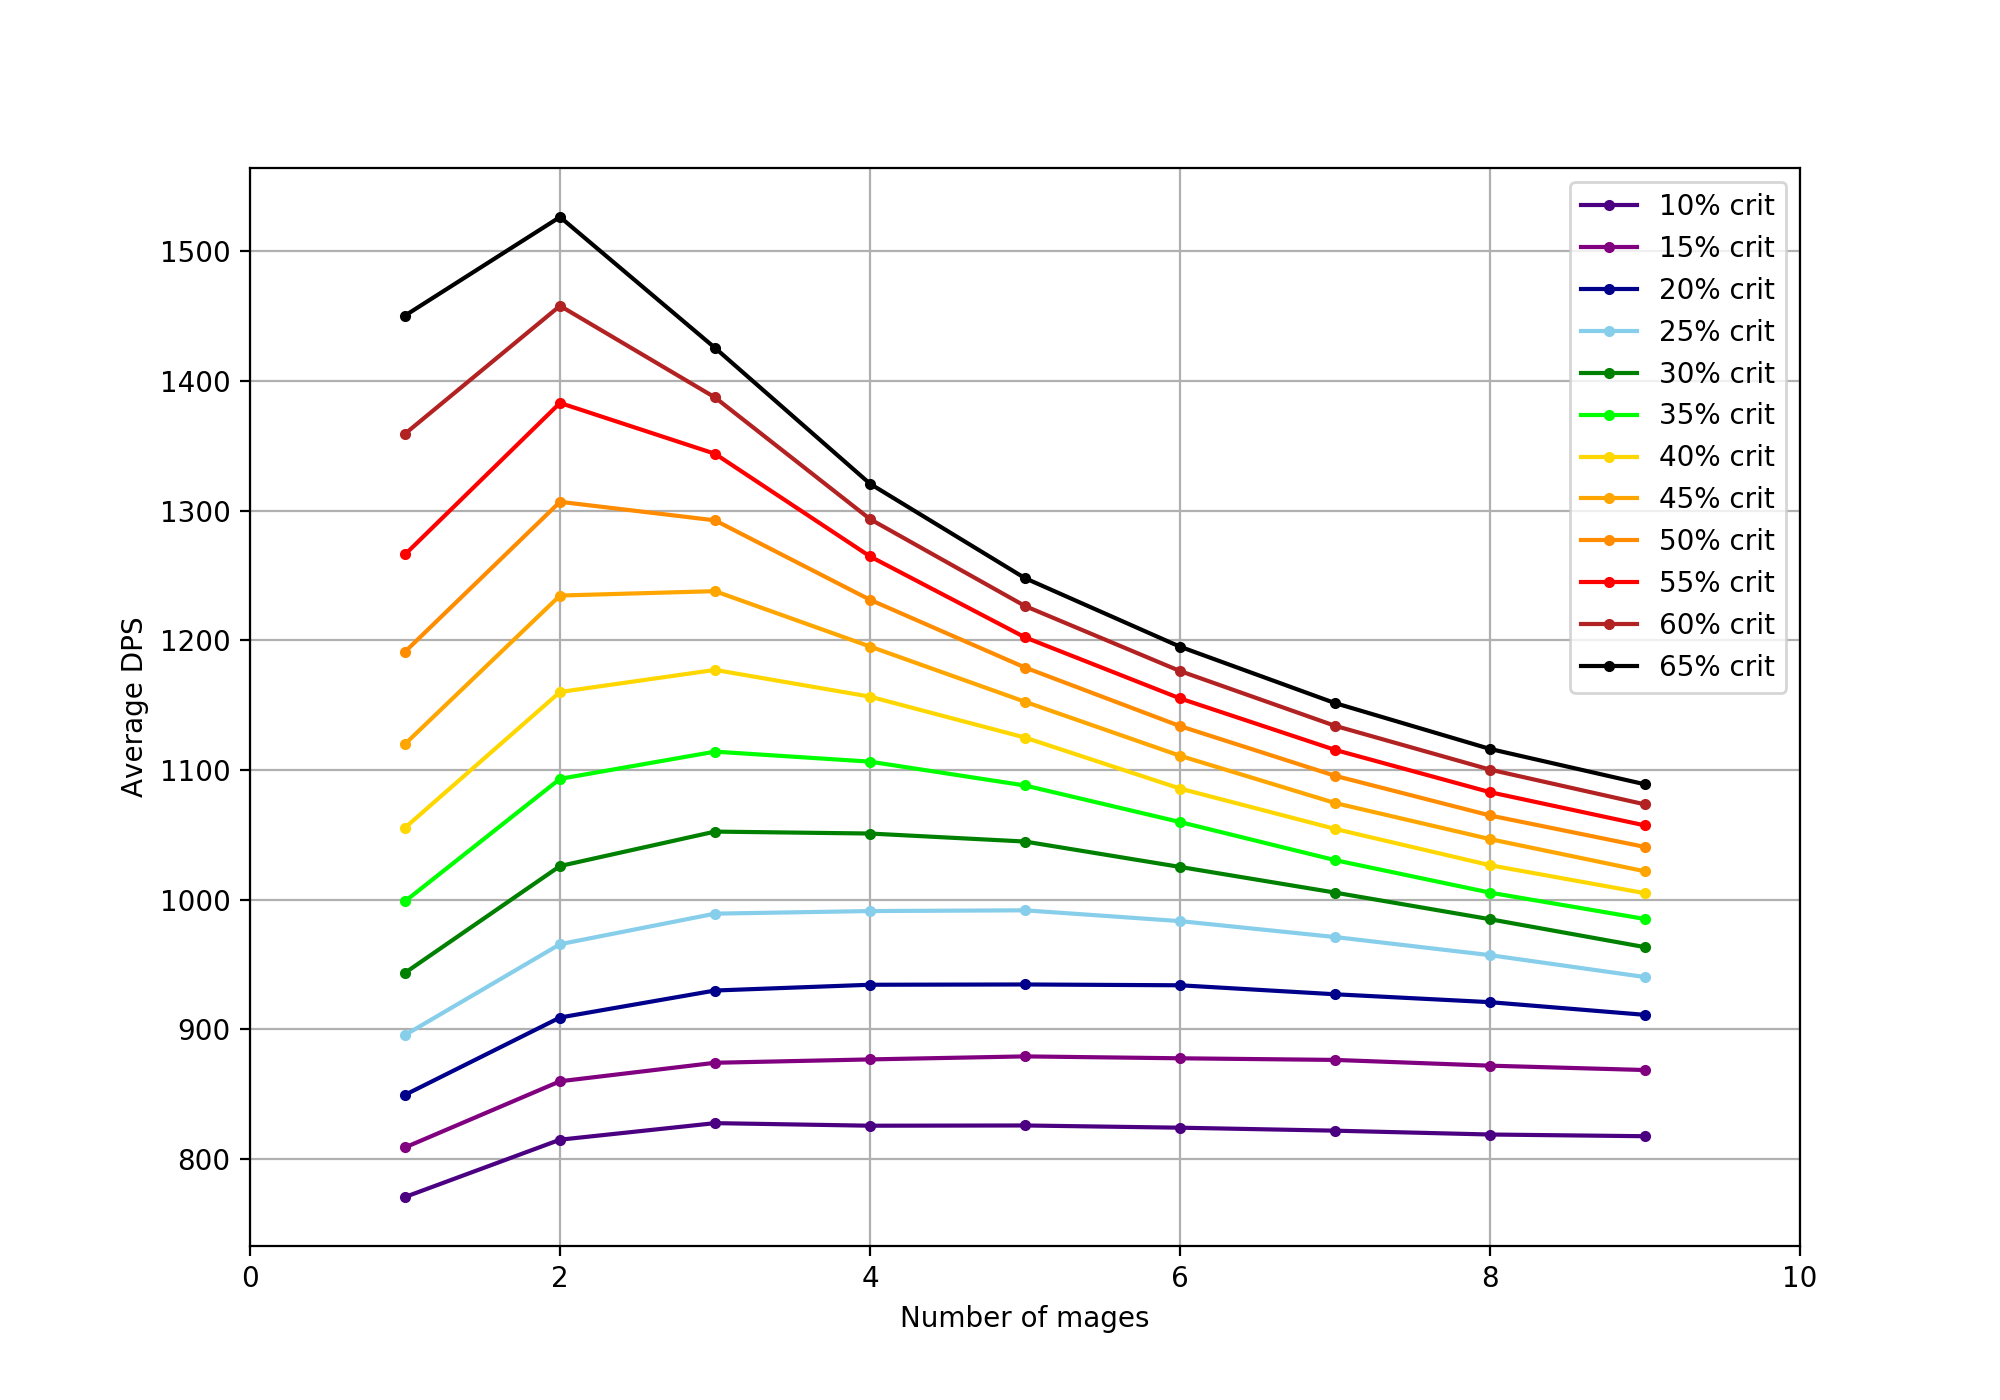 1500
1400
1300
1200
1100
1000
900
800
Average DPS
0 2 4 6 8 10
Number of mages
10% crit
15% crit
20% crit
25% crit
30% crit
35% crit
40% crit
45% crit
50% crit
55% crit
60% crit
65% crit